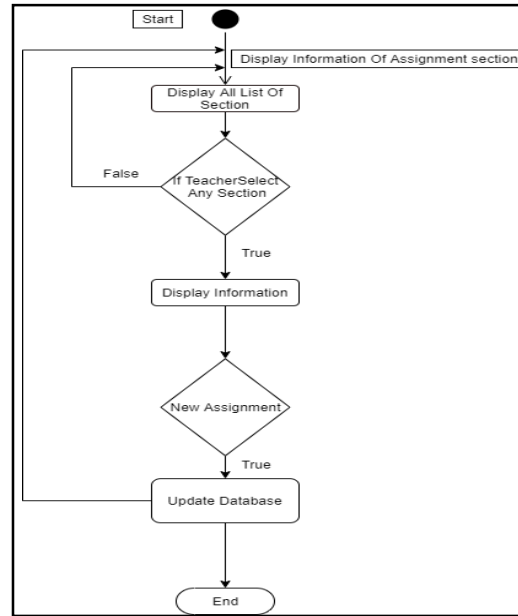 Start
Display Information Of Assignment section
Display All List Of
Section
False
If TeacherSelect
Any Section
True
Display Information
New Assignment
True
Update Database
End